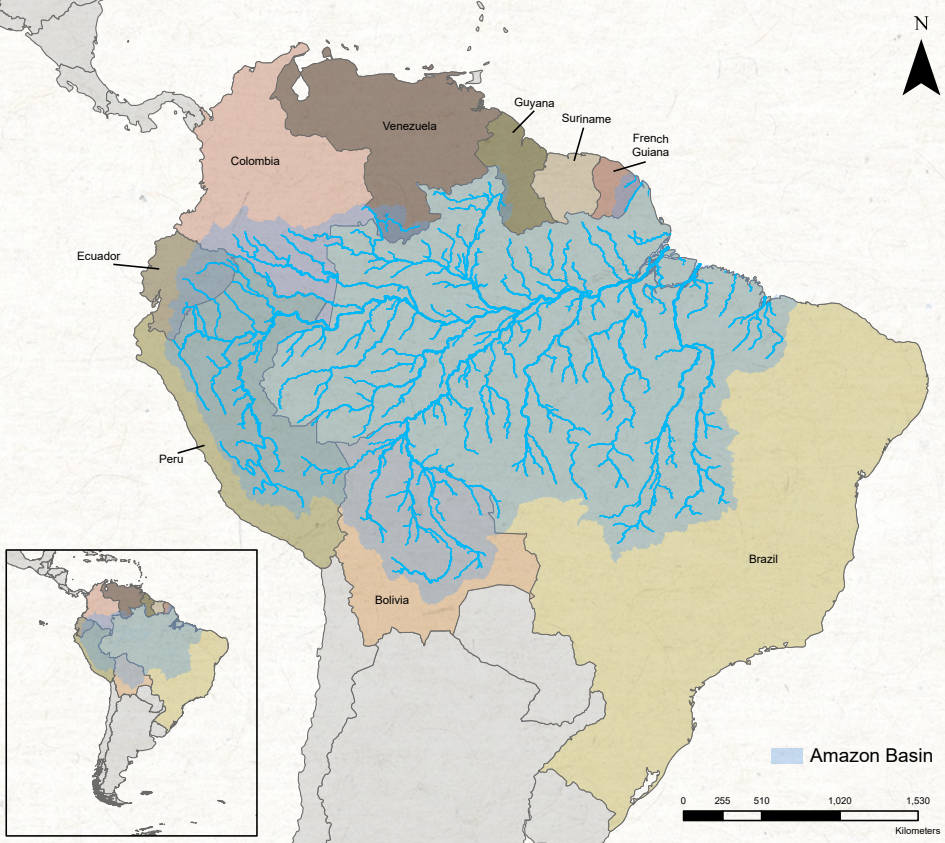 N
Guyana
Suriname
French
Guiana
Venezuela
Colombia
Ecuador
Peru
Brazil
Bolivia
Amazon Basin
0 255 510 1,020 1,530
Kilometers